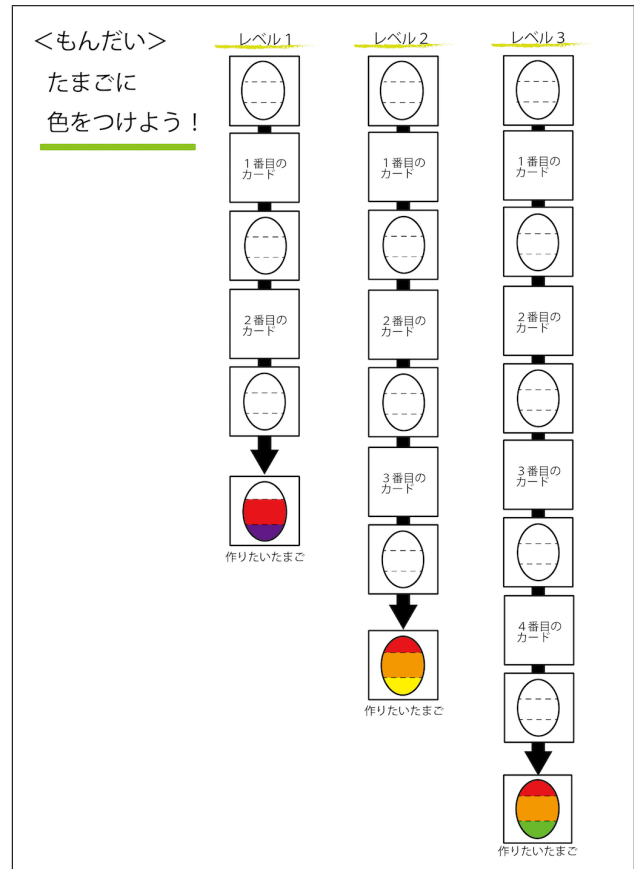 <もんだい>
たまごに
色をつけよう!
レベル1
1番目の
カード
2番目の
カード
作りたいたまご
レベル2
1番目の
カード
2番目の
カード
3番目の
カード
作りたいたまご
レベル3
1番目の
カード
2番目の
カード
3番目の
カード
4番目の
カード
作りたいたまご